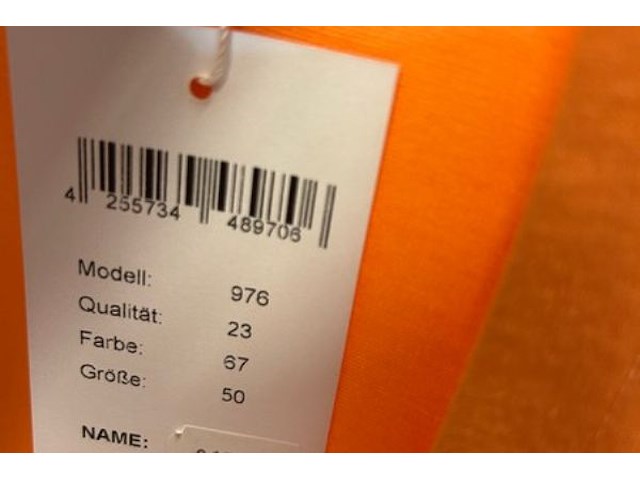 4 255734 489706
Modell: 976
Qualität: 23
Farbe: 67
Größe: 50
NAME: